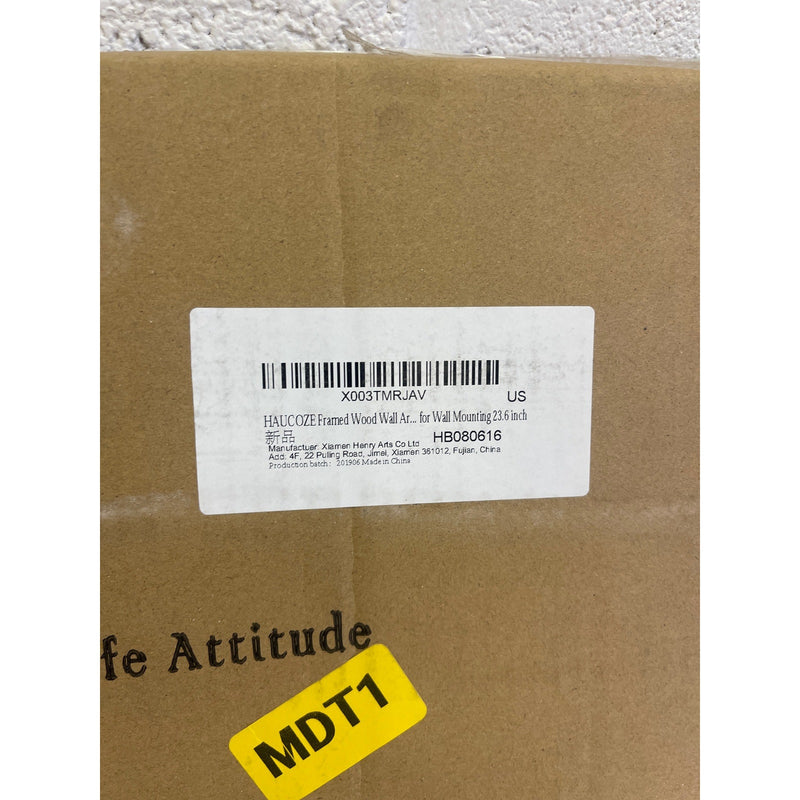 X003TMRJAV US
HAUCOZE Framed Wood Wall Ar... for Wall Mounting 23.6 inch
新品 HB080616
Manufactuer: Xiamen Henry Arts Co Ltd
Add: 4F, 22 Puling Road, Jimei, Xiamen 361012, Fujian, China
Production batch： 201906 Made in China
fe Attitude
MDT1